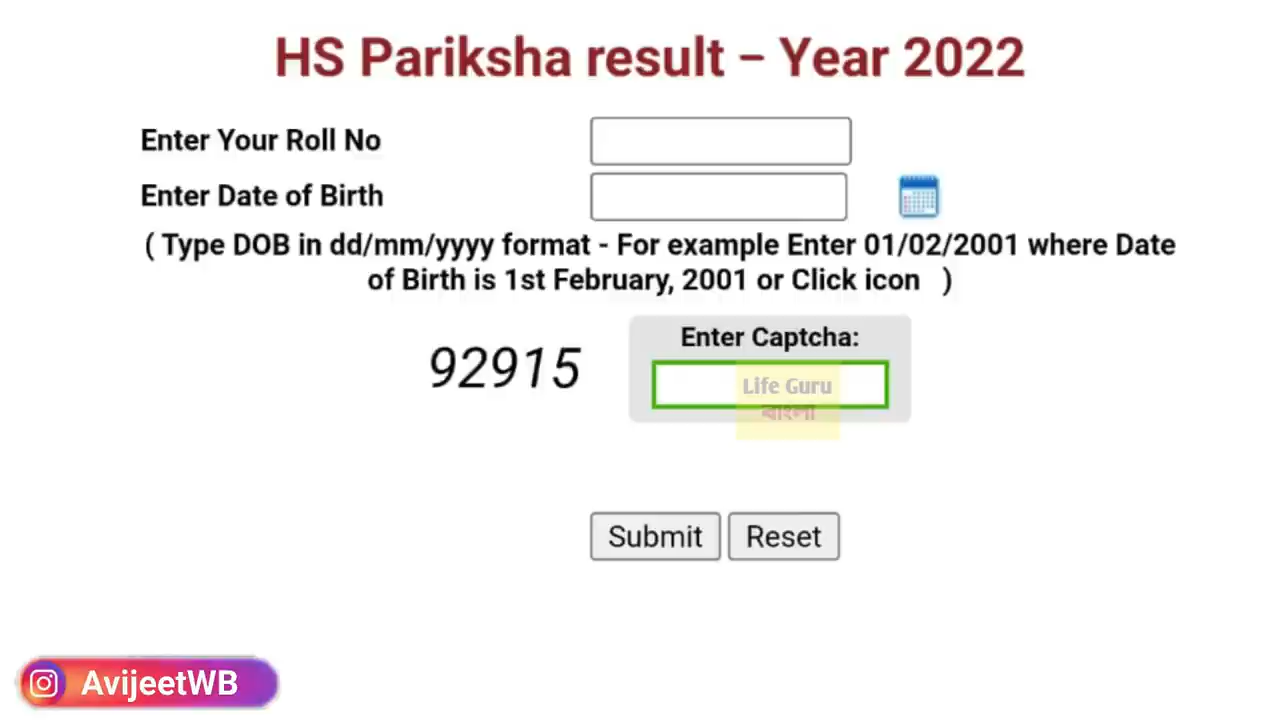 HS Pariksha result – Year 2022
Enter Your Roll No
Enter Date of Birth
( Type DOB in dd/mm/yyyy format - For example Enter 01/02/2001 where Date
of Birth is 1st February, 2001 or Click icon )
92915
Enter Captcha:
Life Guru
বাংলা
Submit Reset
AvijeetWB